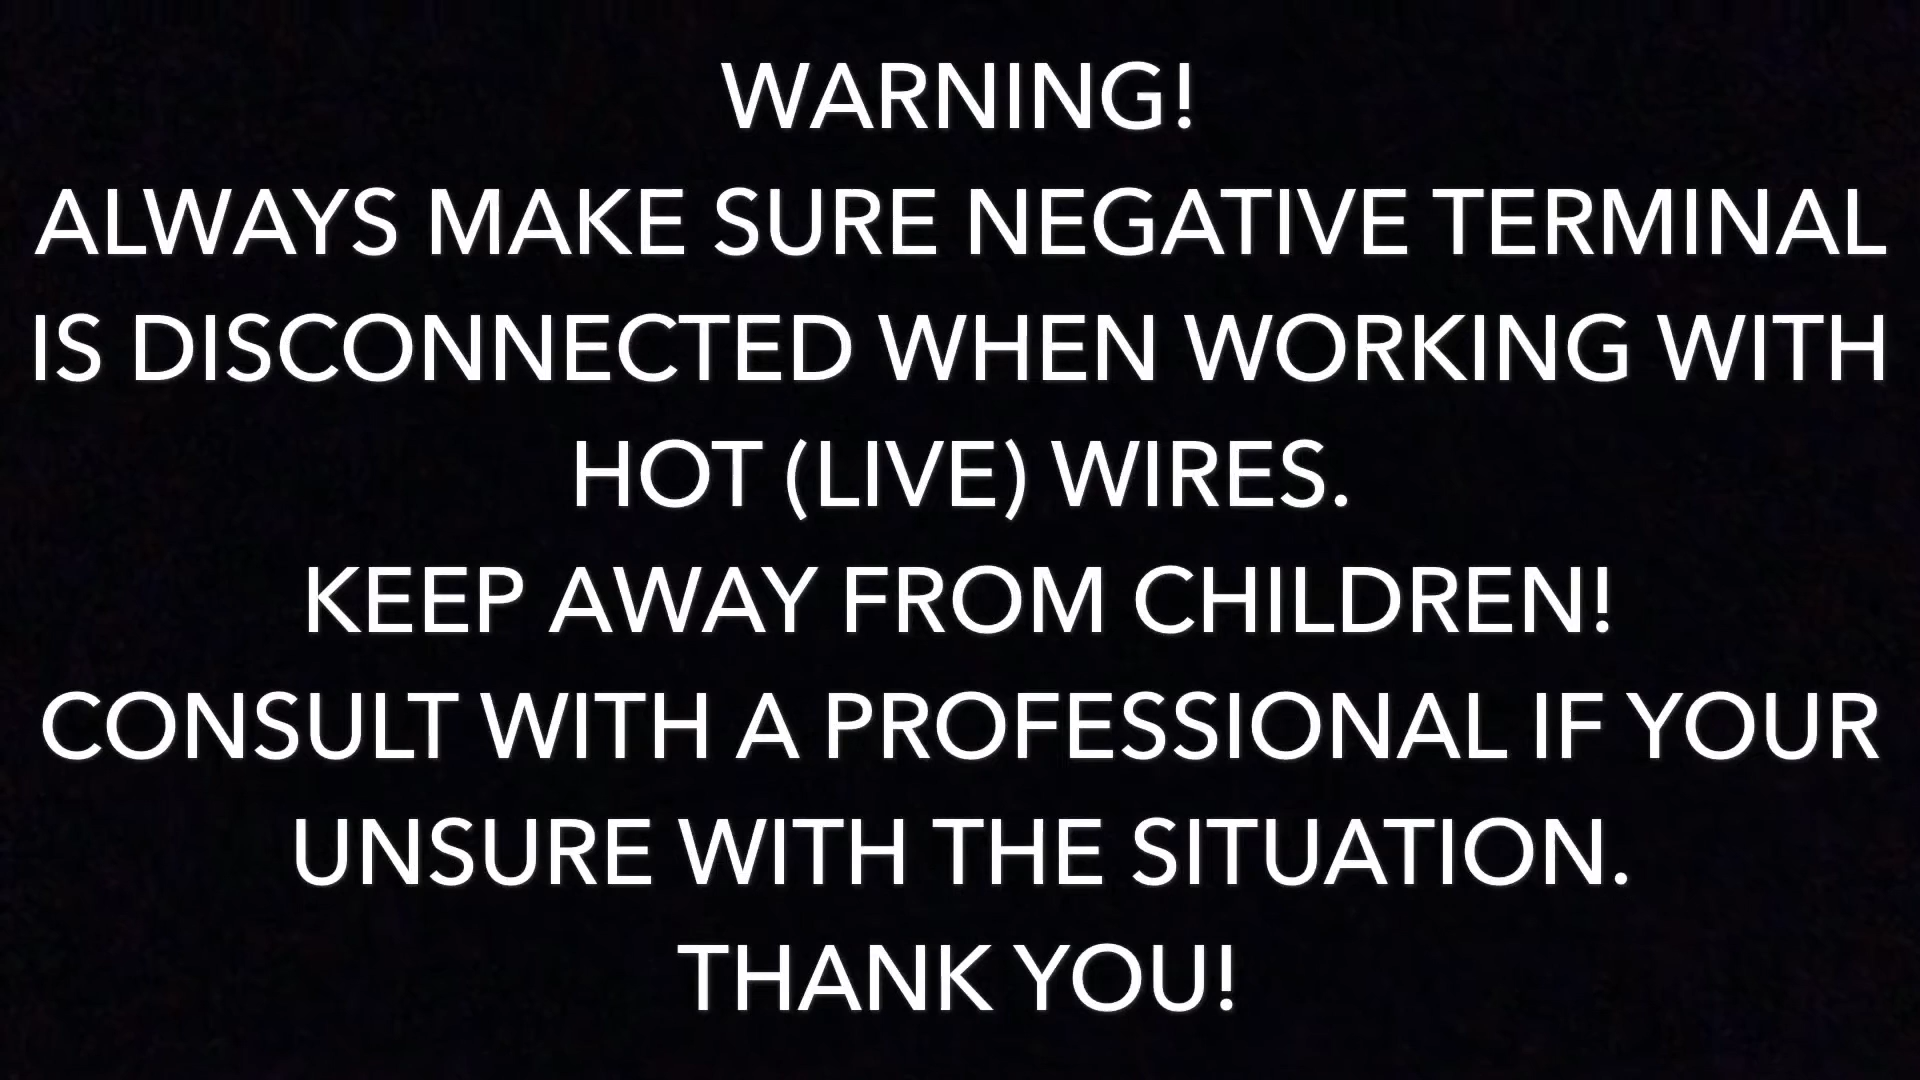 WARNING!
ALWAYS MAKE SURE NEGATIVE TERMINAL
IS DISCONNECTED WHEN WORKING WITH
HOT (LIVE) WIRES.
KEEP AWAY FROM CHILDREN!
CONSULT WITH A PROFESSIONAL IF YOUR
UNSURE WITH THE SITUATION.
THANK YOU!